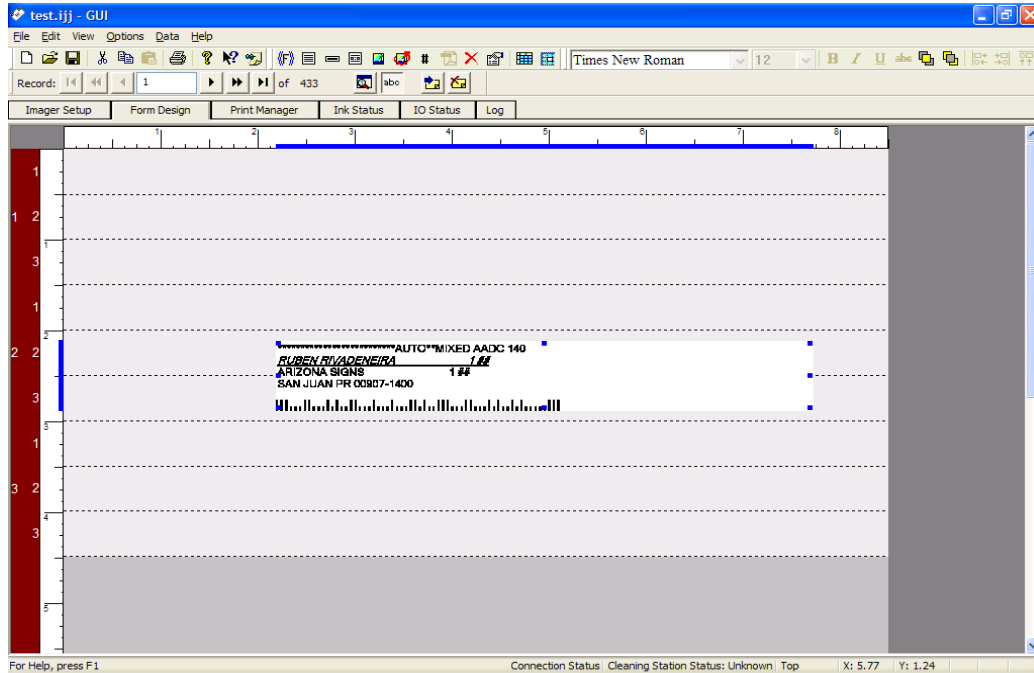 test.ijj - GUI
File Edit View Options Data Help
Times New Roman 12 B I U abc
Record: 1 of 433 abc
Imager Setup Form Design Print Manager Ink Status IO Status Log
1 2 3 4 5 6 7 8
1
1 2
1
3
1
2
2 2
3
3
1
3 2
4
3
5
AUTO**MIXED AADC 140
RUBEN RIVADENEIRA 1 ##
ARIZONA SIGNS 1 ##
SAN JUAN PR 00907-1400
For Help, press F1 Connection Status Cleaning Station Status: Unknown Top X: 5.77 Y: 1.24